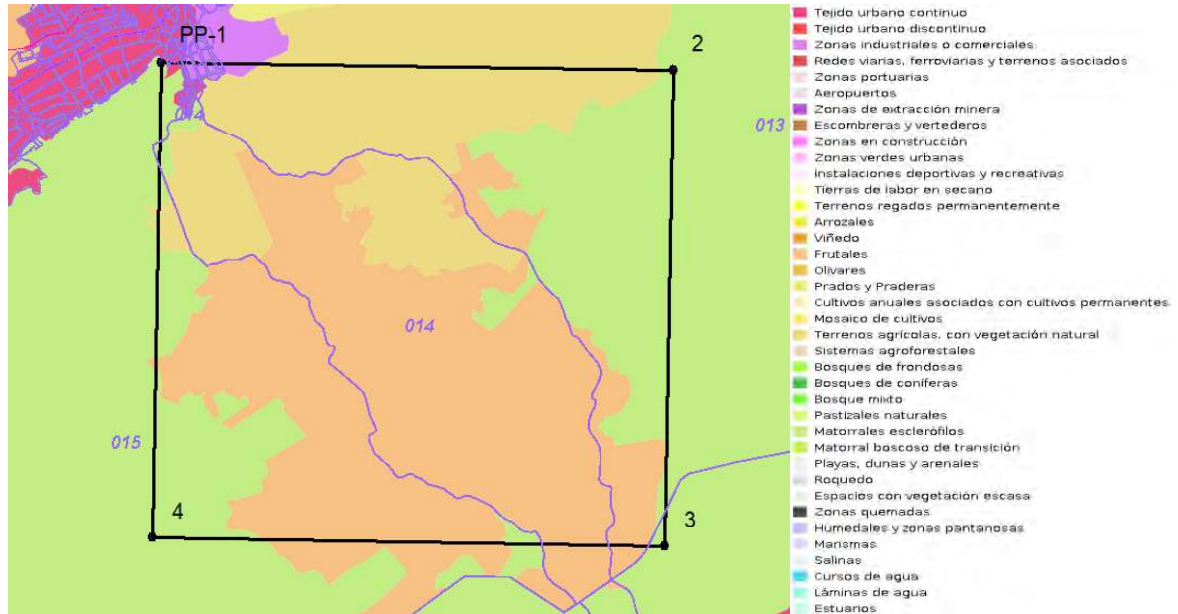 PP-1
2
013
014
015
4
3
Tejido urbano continuo
Tejido urbano discontinuo
Zonas industriales o comerciales
Redes viarias, ferroviarias y terrenos asociados
Zonas portuarias
Aeropuertos
Zonas de extracción minera
Escombreras y vertederos
Zonas en construcción
Zonas verdes urbanas
Instalaciones deportivas y recreativas
Tierras de labor en secano
Terrenos regados permanentemente
Arrozales
Viñedo
Frutales
Olivares
Prados y Praderas
Cultivos anuales asociados con cultivos permanentes
Mosaico de cultivos
Terrenos agrícolas, con vegetación natural
Sistemas agroforestales
Bosques de frondosas
Bosques de coníferas
Bosque mixto
Pastizales naturales
Matorrales esclerófilos
Matorral boscoso de transición
Playas, dunas y arenales
Roquedo
Espacios con vegetación escasa
Zonas quemadas
Humedales y zonas pantanosas
Marismas
Salinas
Cursos de agua
Láminas de agua
Estuarios